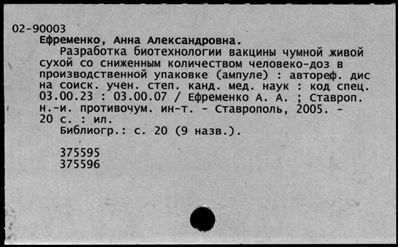 02-90003
Ефременко, Анна Александровна.
Разработка биотехнологии вакцины чумной живой
сухой со сниженным количеством человеко-доз в
производственной упаковке (ампуле) : автореф. дис
на соиск. учен. степ. канд. мед. наук : код спец.
03.00.23 : 03.00.07 / Ефременко А. А. ; Ставроп.
н.-и. противочум. ин-т. - Ставрополь, 2005. -
20 с. : ил.
Библиогр.: с. 20 (9 назв.).
375595
375596